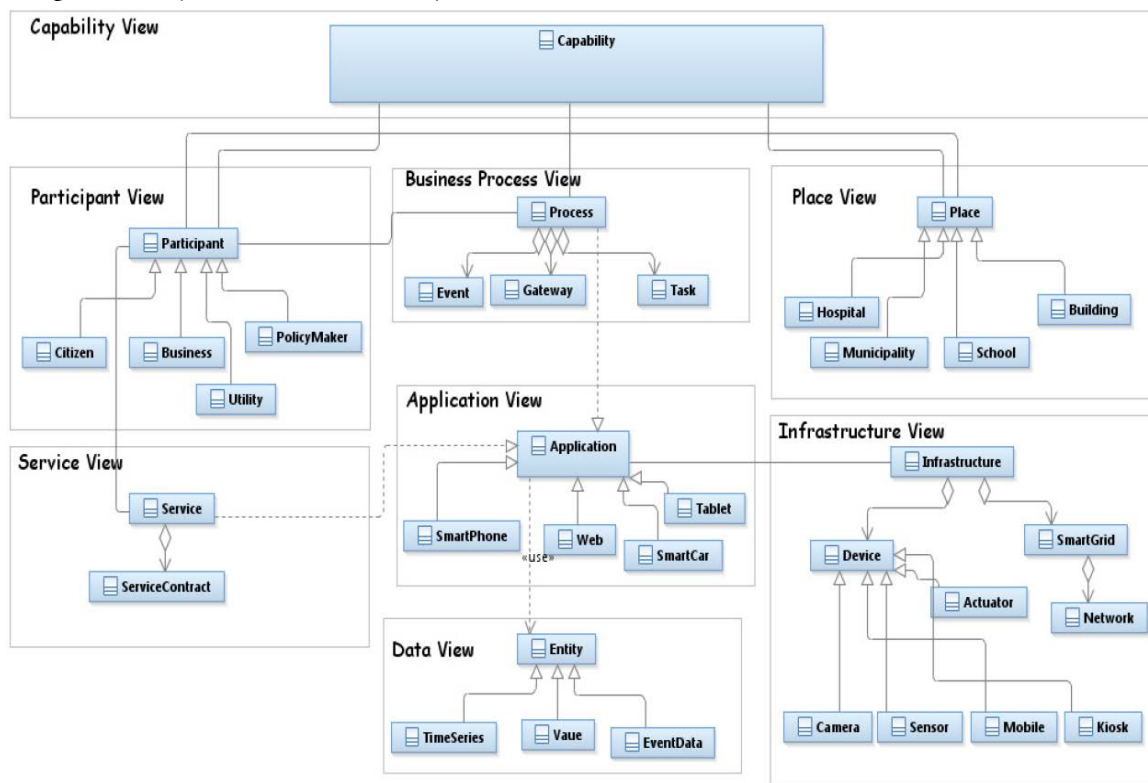 Capability View
Capability
Participant View
Business Process View
Place View
Process
Place
Participant
Event
Gateway
Task
Hospital
Building
Citizen
Business
PolicyMaker
Municipality
School
Utility
Application View
Infrastructure View
Service View
Application
Infrastructure
Service
Tablet
SmartPhone
Web
SmartCar
«use»
Device
SmartGrid
ServiceContract
Actuator
Network
Data View
Entity
TimeSeries
Vaue
EventData
Camera
Sensor
Mobile
Kiosk